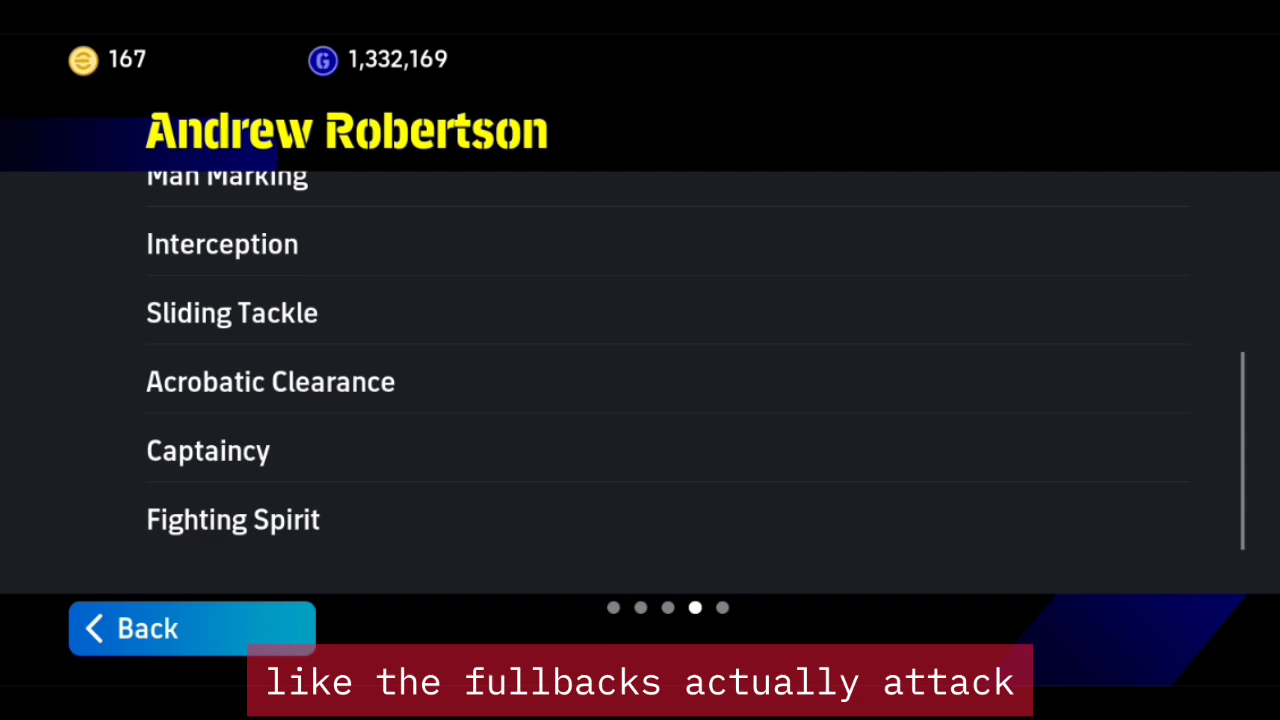 167
1,332,169
Andrew Robertson
Man Marking
Interception
Sliding Tackle
Acrobatic Clearance
Captaincy
Fighting Spirit
Back
like the fullbacks actually attack